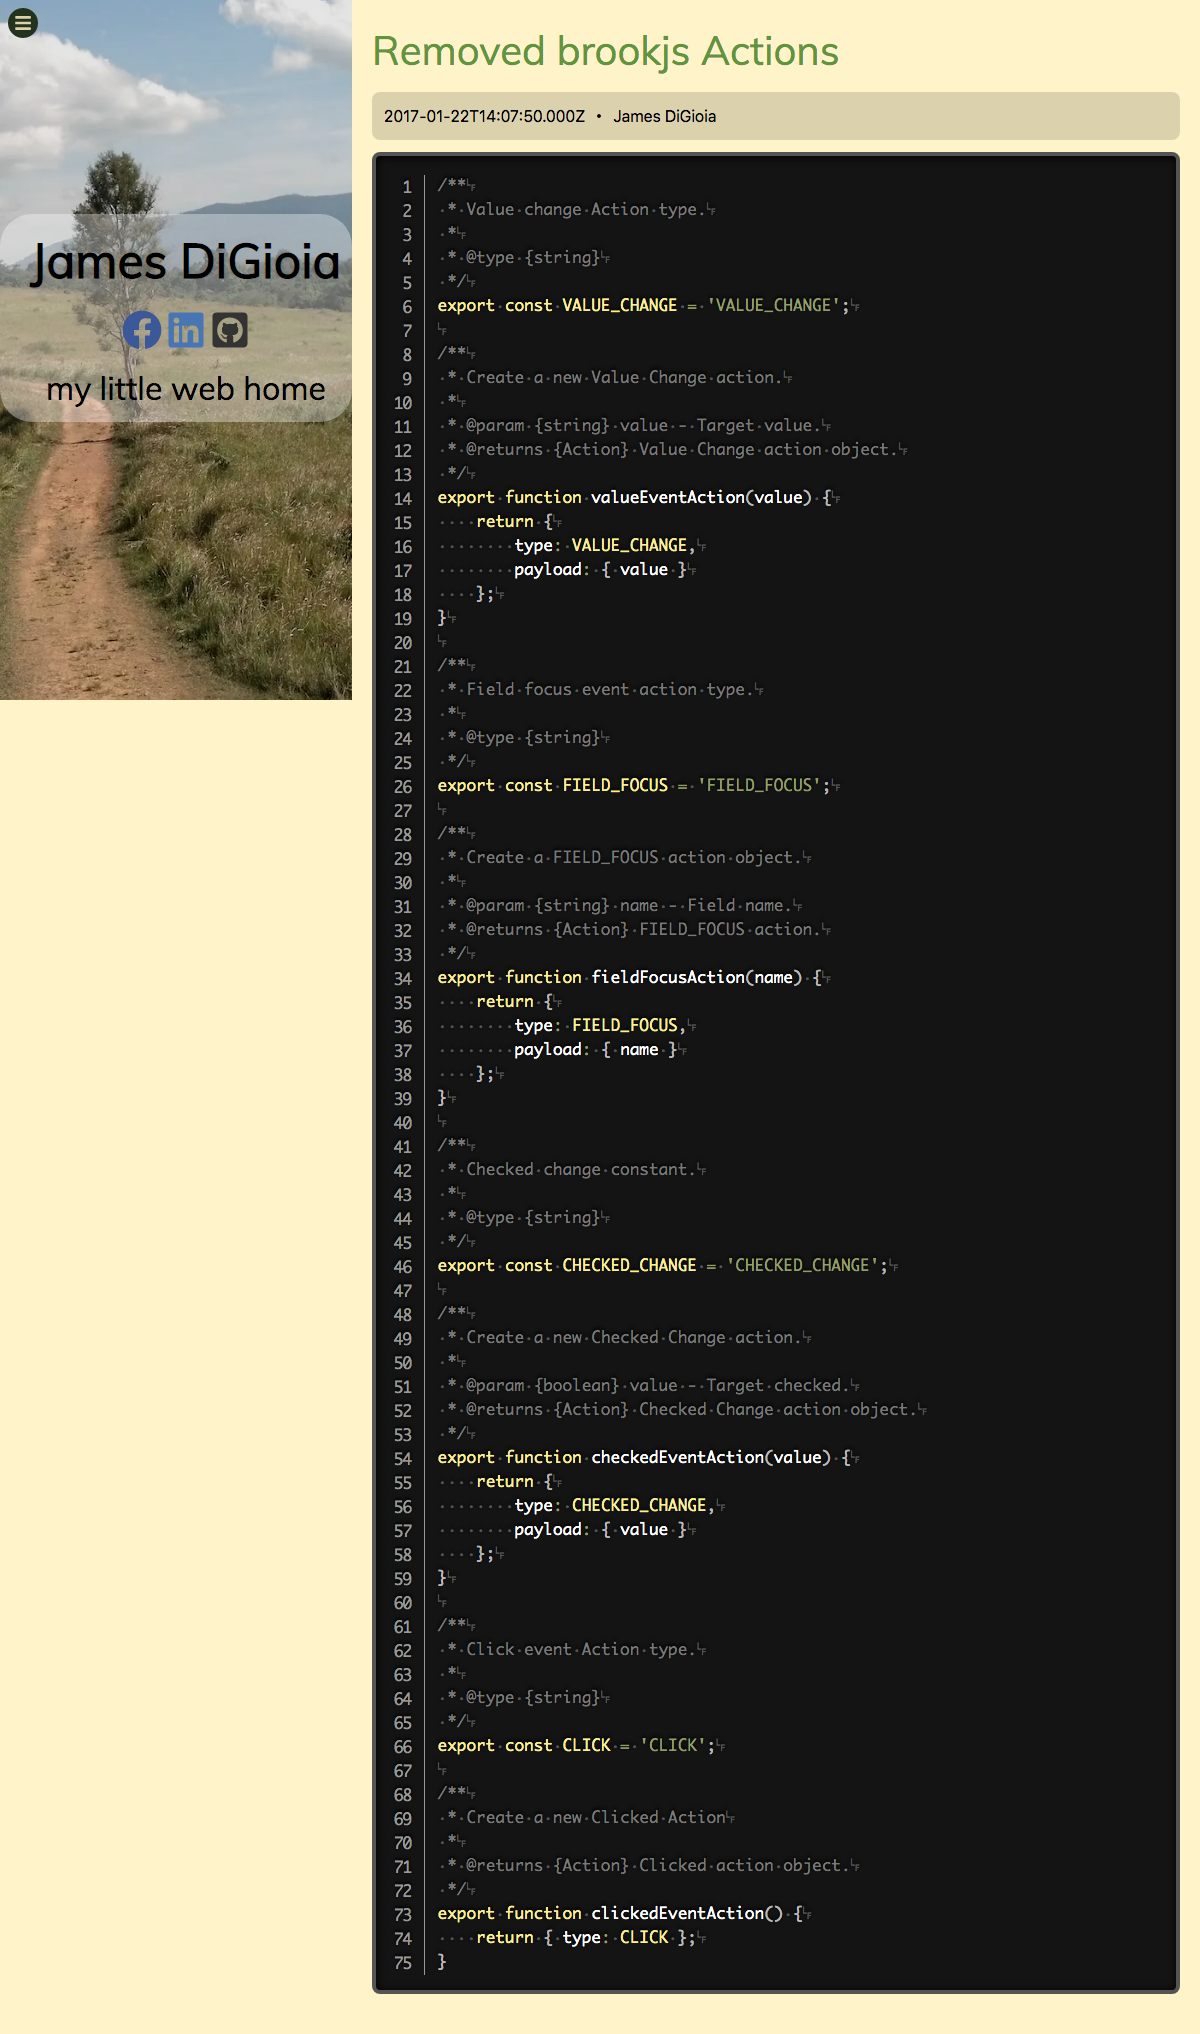 James DiGioia
my little web home
Removed brookjs Actions
2017-01-22T14:07:50.000Z • James DiGioia
1 /**
2  * Value change Action type.
3  *
4  * @type {string}
5  */
6 export const VALUE_CHANGE = 'VALUE_CHANGE';
7
8 /**
9  * Create a new Value Change action.
10  *
11  * @param {string} value - Target value.
12  * @returns {Action} Value Change action object.
13  */
14 export function valueEventAction(value) {
15     return {
16         type: VALUE_CHANGE,
17         payload: { value }
18     };
19 }
20
21 /**
22  * Field focus event action type.
23  *
24  * @type {string}
25  */
26 export const FIELD_FOCUS = 'FIELD_FOCUS';
27
28 /**
29  * Create a FIELD_FOCUS action object.
30  *
31  * @param {string} name - Field name.
32  * @returns {Action} FIELD_FOCUS action.
33  */
34 export function fieldFocusAction(name) {
35     return {
36         type: FIELD_FOCUS,
37         payload: { name }
38     };
39 }
40
41 /**
42  * Checked change constant.
43  *
44  * @type {string}
45  */
46 export const CHECKED_CHANGE = 'CHECKED_CHANGE';
47
48 /**
49  * Create a new Checked Change action.
50  *
51  * @param {boolean} value - Target checked.
52  * @returns {Action} Checked Change action object.
53  */
54 export function checkedEventAction(value) {
55     return {
56         type: CHECKED_CHANGE,
57         payload: { value }
58     };
59 }
60
61 /**
62  * Click event Action type.
63  *
64  * @type {string}
65  */
66 export const CLICK = 'CLICK';
67
68 /**
69  * Create a new Clicked Action
70  *
71  * @returns {Action} Clicked action object.
72  */
73 export function clickedEventAction() {
74     return { type: CLICK };
75 }